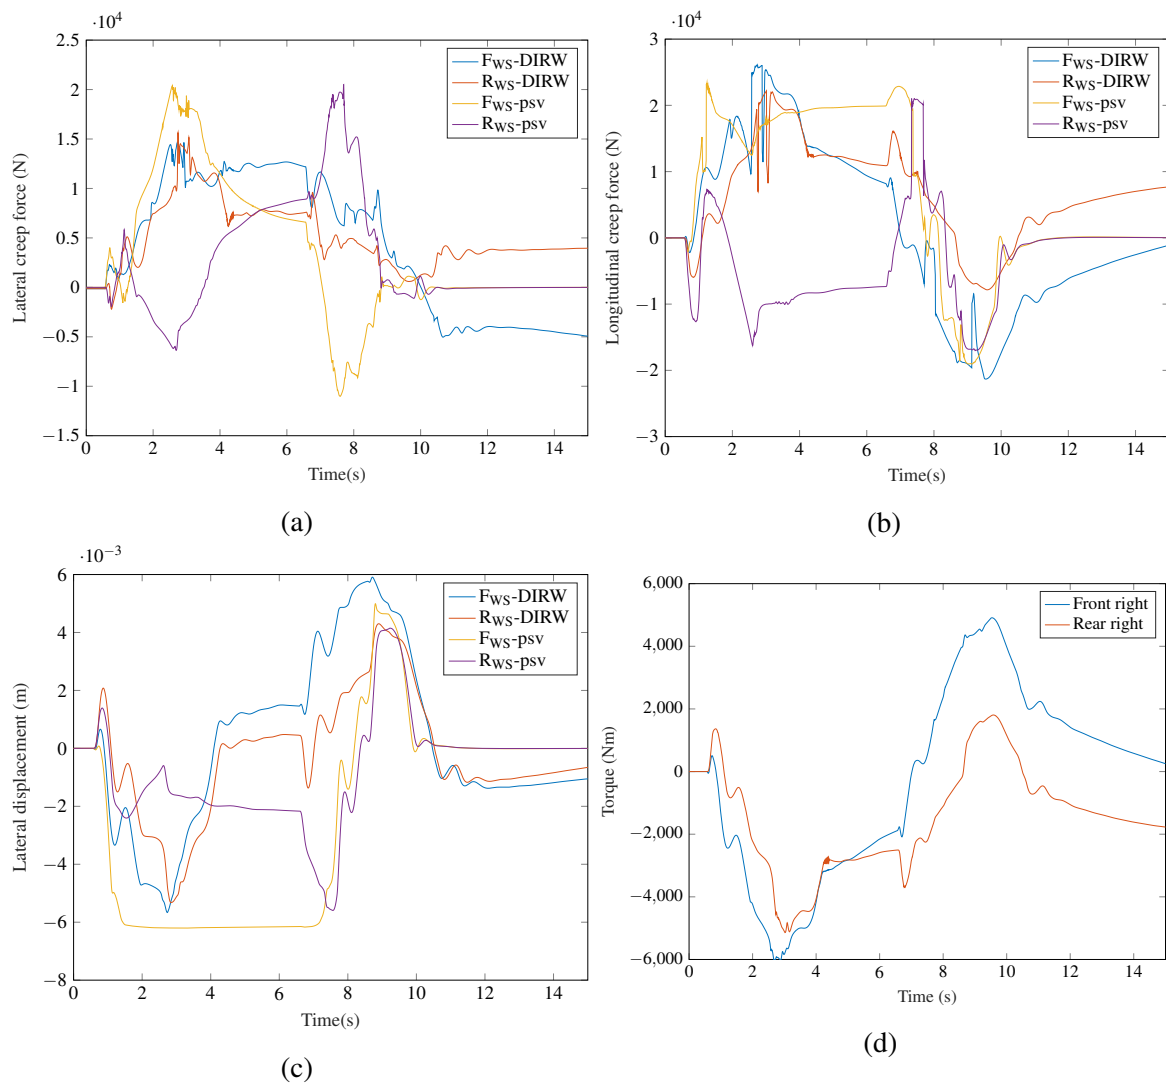 ·10⁴
2.5
2
1.5
1
0.5
0
−0.5
−1
−1.5
0 2 4 6 8 10 12 14
Time(s)
Lateral creep force (N)
F_WS-DIRW
R_WS-DIRW
F_WS-psv
R_WS-psv
(a)
·10⁴
3
2
1
0
−1
−2
−3
0 2 4 6 8 10 12 14
Time(s)
Longitudinal creep force (N)
F_WS-DIRW
R_WS-DIRW
F_WS-psv
R_WS-psv
(b)
·10⁻³
6
4
2
0
−2
−4
−6
−8
0 2 4 6 8 10 12 14
Time(s)
Lateral displacement (m)
F_WS-DIRW
R_WS-DIRW
F_WS-psv
R_WS-psv
(c)
6,000
4,000
2,000
0
−2,000
−4,000
−6,000
0 2 4 6 8 10 12 14
Time (s)
Torque (Nm)
Front right
Rear right
(d)